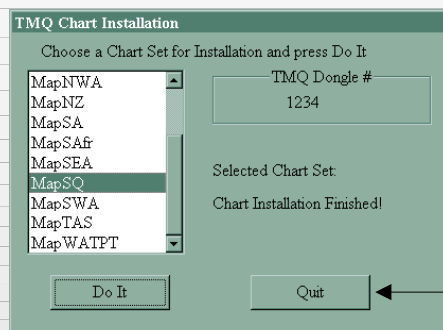 TMQ Chart Installation
Choose a Chart Set for Installation and press Do It
MapNWA
MapNZ
MapSA
MapSAfr
MapSEA
MapSQ
MapSWA
MapTAS
MapWATPT
TMQ Dongle #
1234
Selected Chart Set:
Chart Installation Finished!
Do It
Quit